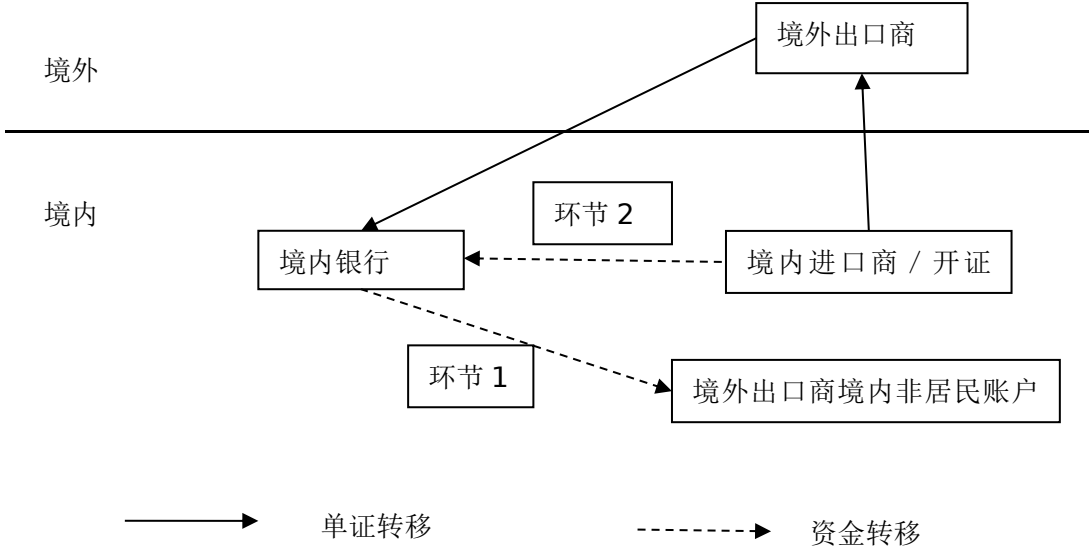 境外出口商
境外
境内
环节 2
境内银行
境内进口商 / 开证
环节 1
境外出口商境内非居民账户
单证转移
资金转移